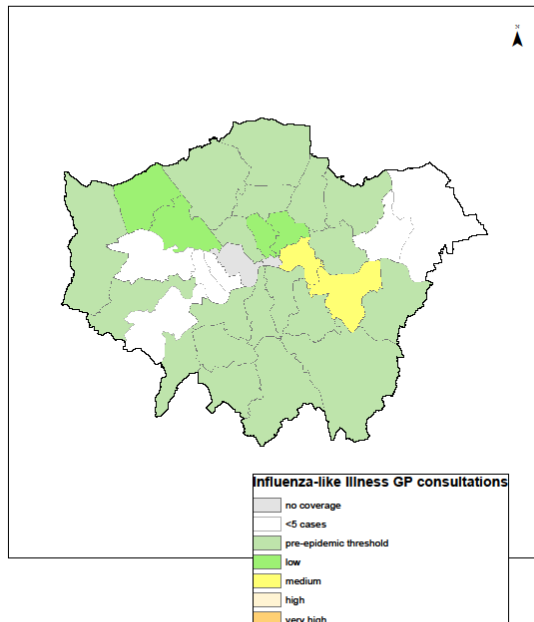 N
Influenza-like Illness GP consultations
no coverage
<5 cases
pre-epidemic threshold
low
medium
high
very high